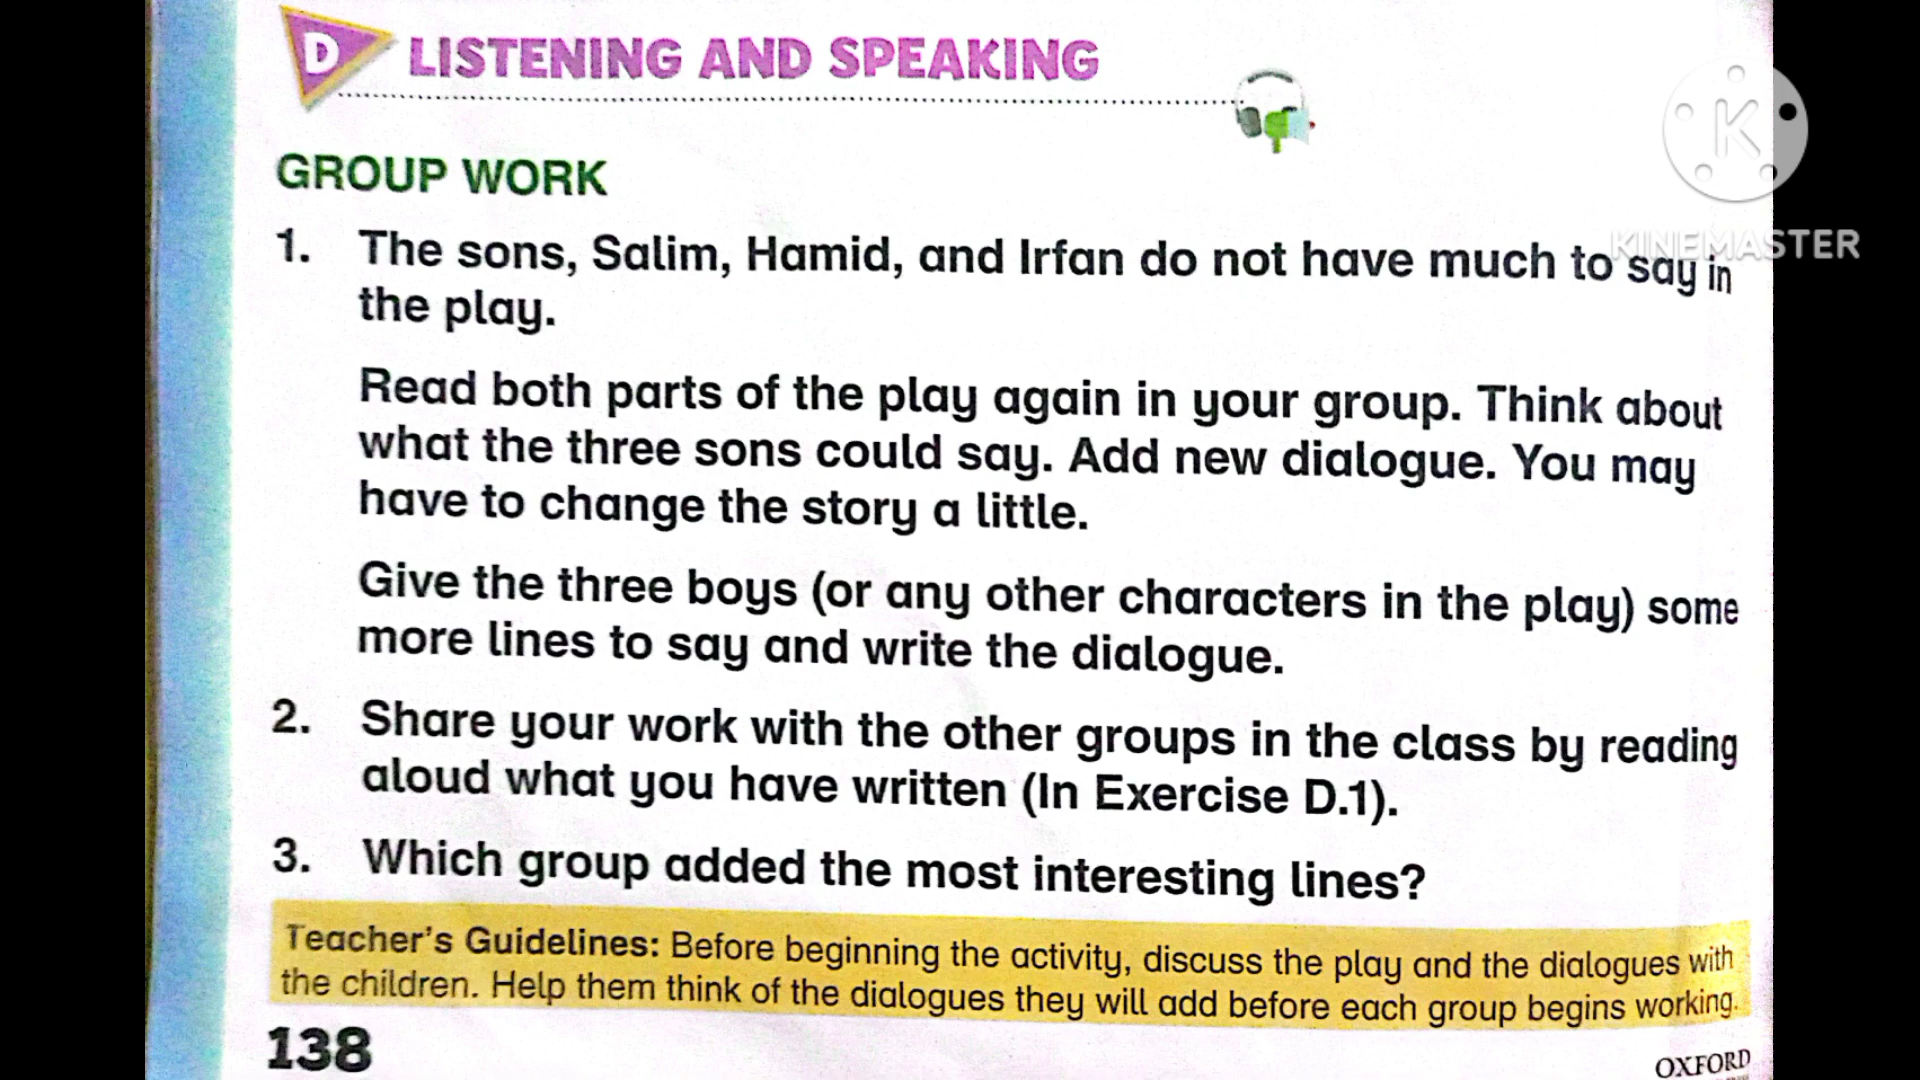 D LISTENING AND SPEAKING
GROUP WORK
1. The sons, Salim, Hamid, and Irfan do not have much to say in
the play.
Read both parts of the play again in your group. Think about
what the three sons could say. Add new dialogue. You may
have to change the story a little.
Give the three boys (or any other characters in the play) some
more lines to say and write the dialogue.
2. Share your work with the other groups in the class by reading
aloud what you have written (In Exercise D.1).
3. Which group added the most interesting lines?
Teacher's Guidelines: Before beginning the activity, discuss the play and the dialogues with
the children. Help them think of the dialogues they will add before each group begins working.
138
OXFORD
K
KINEMASTER